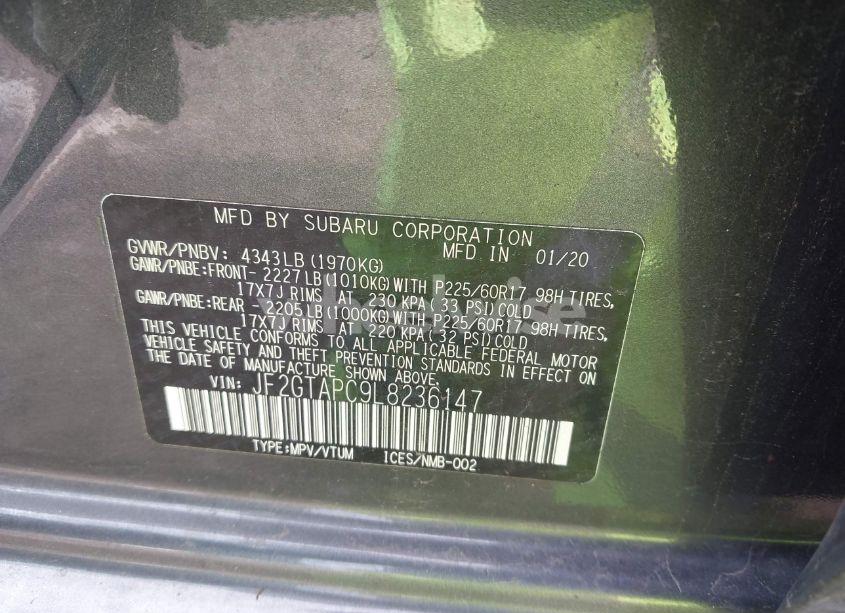 MFD BY SUBARU CORPORATION
GVWR/PNBV: 4343LB(1970KG) MFD IN 01/20
GAWR/PNBE:FRONT- 2227LB(1010KG)WITH P225/60R17 98H TIRES,
17X7J RIMS AT 230 KPA(33 PSI)COLD
GAWR/PNBE:REAR - 2205LB(1000KG)WITH P225/60R17 98H TIRES,
17X7J RIMS AT 220 KPA(32 PSI)COLD
THIS VEHICLE CONFORMS TO ALL APPLICABLE FEDERAL MOTOR
VEHICLE SAFETY AND THEFT PREVENTION STANDARDS IN EFFECT ON
THE DATE OF MANUFACTURE SHOWN ABOVE.
VIN: JF2GTAPC9L8236147
TYPE:MPV/VTUM ICES/NMB-002